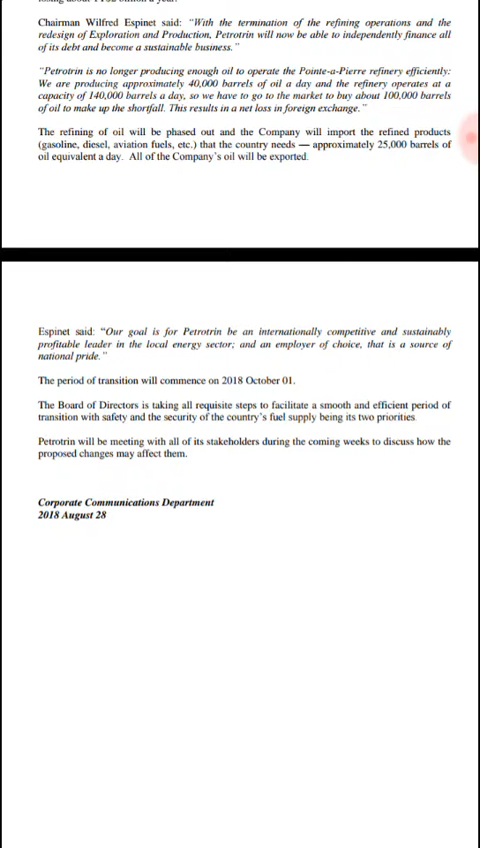 losing about TT$2 billion a year.
Chairman Wilfred Espinet said: “With the termination of the refining operations and the
redesign of Exploration and Production, Petrotrin will now be able to independently finance all
of its debt and become a sustainable business.”
“Petrotrin is no longer producing enough oil to operate the Pointe-a-Pierre refinery efficiently:
We are producing approximately 40,000 barrels of oil a day and the refinery operates at a
capacity of 140,000 barrels a day, so we have to go to the market to buy about 100,000 barrels
of oil to make up the shortfall. This results in a net loss in foreign exchange.”
The refining of oil will be phased out and the Company will import the refined products
(gasoline, diesel, aviation fuels, etc.) that the country needs — approximately 25,000 barrels of
oil equivalent a day. All of the Company’s oil will be exported.
Espinet said: “Our goal is for Petrotrin be an internationally competitive and sustainably
profitable leader in the local energy sector; and an employer of choice, that is a source of
national pride.”
The period of transition will commence on 2018 October 01.
The Board of Directors is taking all requisite steps to facilitate a smooth and efficient period of
transition with safety and the security of the country’s fuel supply being its two priorities.
Petrotrin will be meeting with all of its stakeholders during the coming weeks to discuss how the
proposed changes may affect them.
Corporate Communications Department
2018 August 28